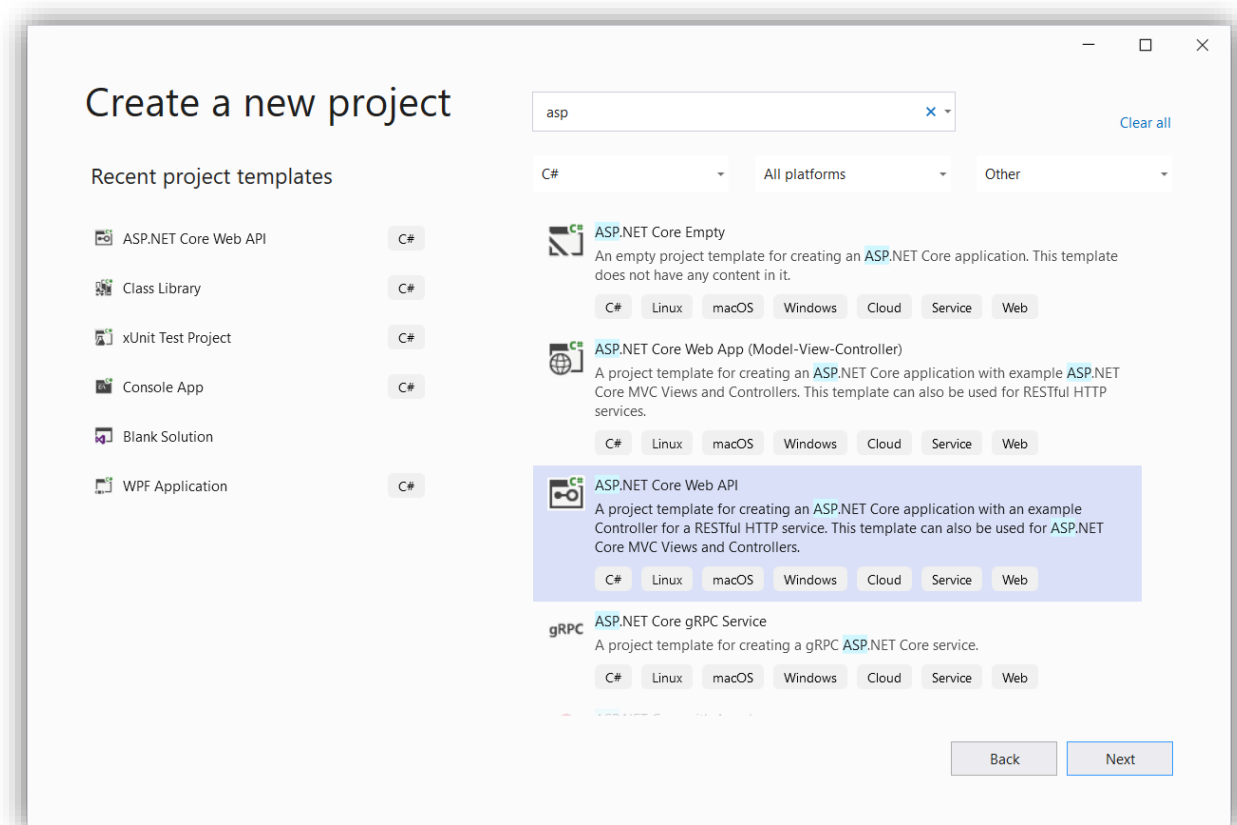 Create a new project
asp
Clear all
Recent project templates
C#
All platforms
Other
ASP.NET Core Web API
C#
Class Library
C#
xUnit Test Project
C#
Console App
C#
Blank Solution
WPF Application
C#
ASP.NET Core Empty
An empty project template for creating an ASP.NET Core application. This template
does not have any content in it.
C# Linux macOS Windows Cloud Service Web
ASP.NET Core Web App (Model-View-Controller)
A project template for creating an ASP.NET Core application with example ASP.NET
Core MVC Views and Controllers. This template can also be used for RESTful HTTP
services.
C# Linux macOS Windows Cloud Service Web
ASP.NET Core Web API
A project template for creating an ASP.NET Core application with an example
Controller for a RESTful HTTP service. This template can also be used for ASP.NET
Core MVC Views and Controllers.
C# Linux macOS Windows Cloud Service Web
gRPC
ASP.NET Core gRPC Service
A project template for creating a gRPC ASP.NET Core service.
C# Linux macOS Windows Cloud Service Web
Back
Next